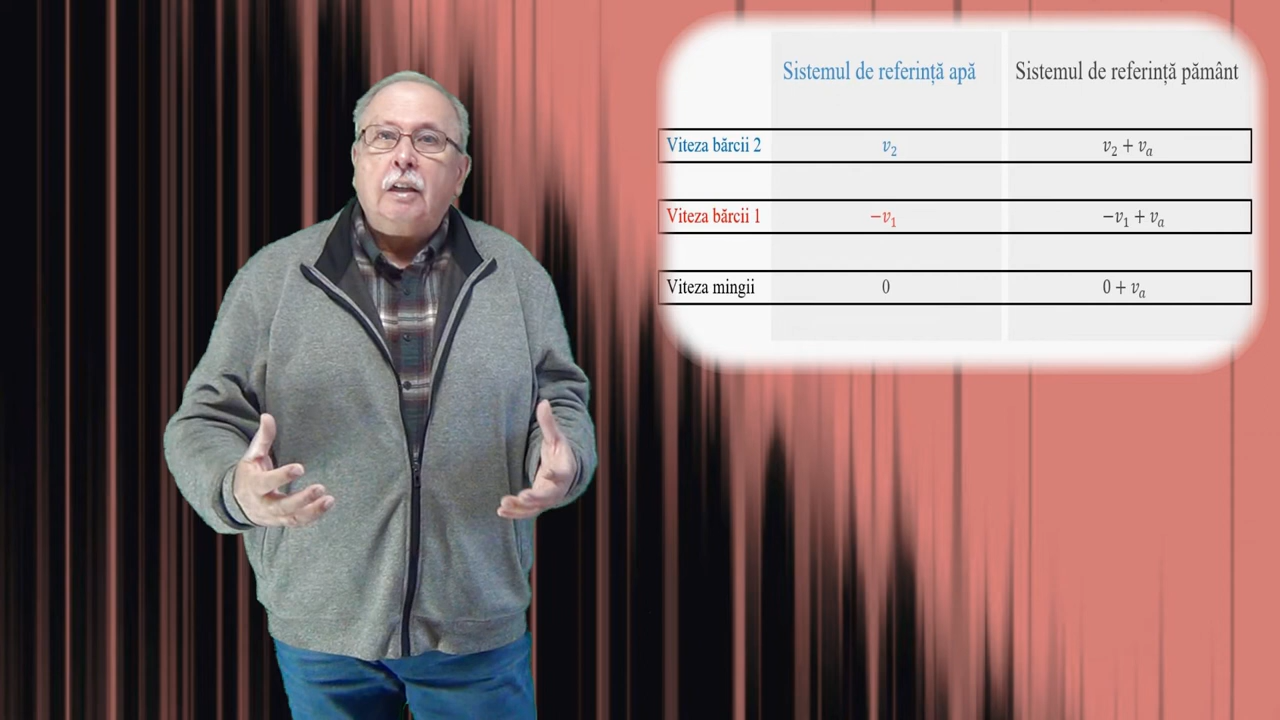 Sistemul de referință apă Sistemul de referință pământ
Viteza bărcii 2 v₂ v₂ + vₐ
Viteza bărcii 1 −v₁ −v₁ + vₐ
Viteza mingii 0 0 + vₐ